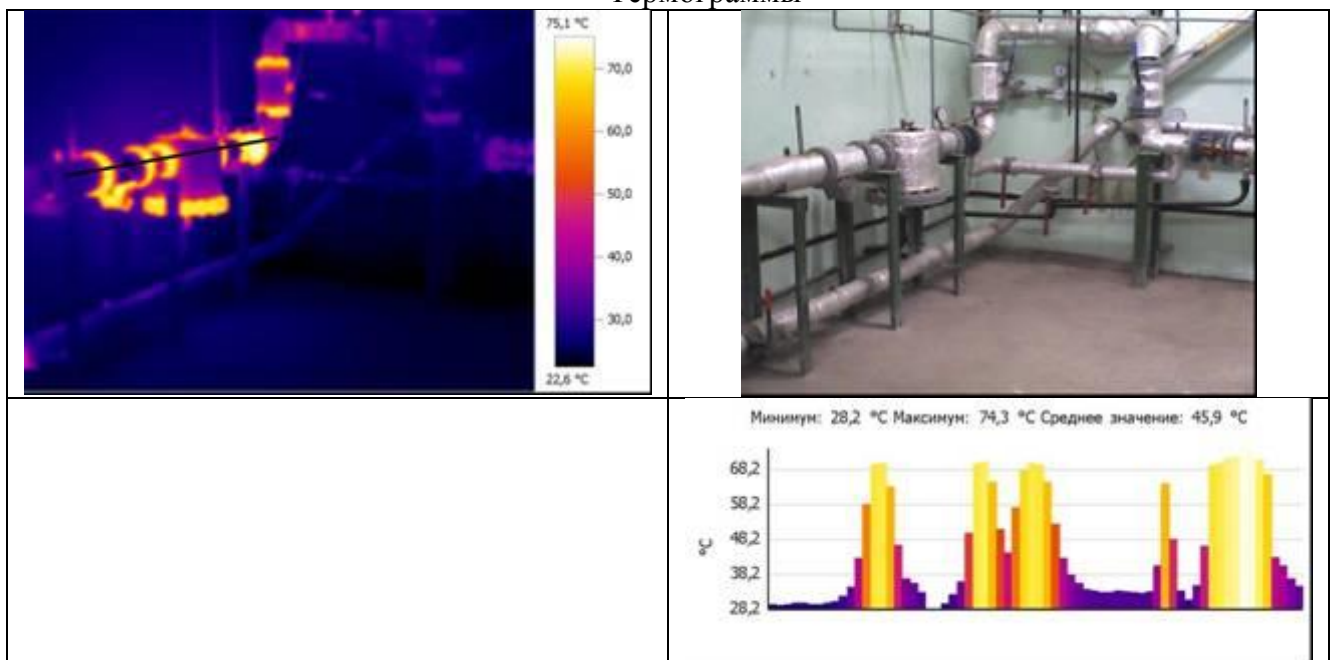 Термограммы
75,1 °C
70,0
60,0
50,0
40,0
30,0
22,6 °C
Минимум: 28,2 °C Максимум: 74,3 °C Среднее значение: 45,9 °C
68,2
58,2
48,2
38,2
28,2
°C